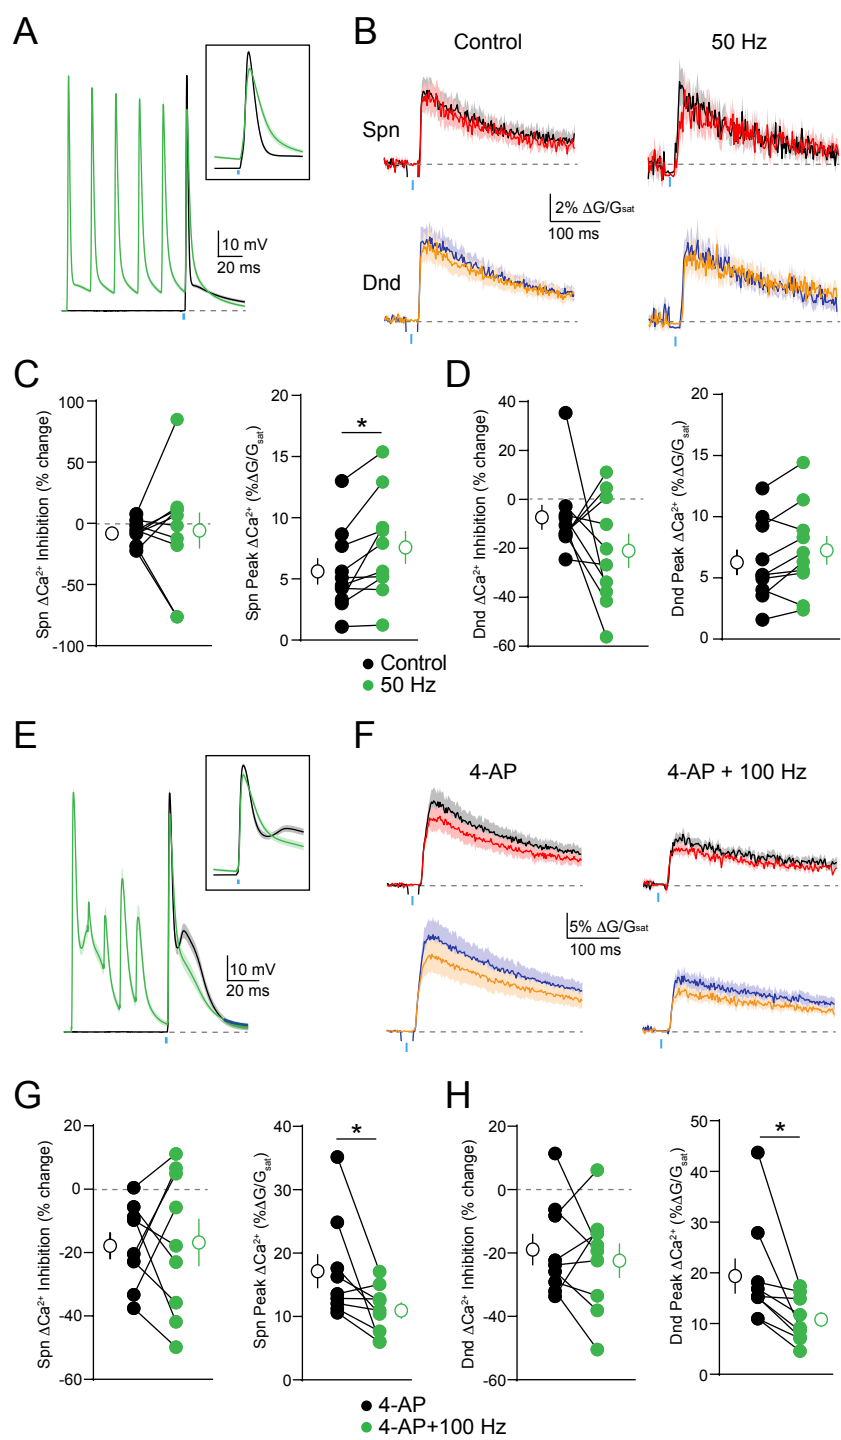 A
10 mV
20 ms
B
Control
50 Hz
Spn
2% ΔG/Gsat
100 ms
Dnd
C
Spn ΔCa²⁺ Inhibition (% change)
100
50
0
-50
-100
Spn Peak ΔCa²⁺ (%ΔG/Gsat)
20
15
10
5
0
*
D
Dnd ΔCa²⁺ Inhibition (% change)
40
20
0
-20
-40
-60
Dnd Peak ΔCa²⁺ (%ΔG/Gsat)
20
15
10
5
0
Control
50 Hz
E
10 mV
20 ms
F
4-AP
4-AP + 100 Hz
5% ΔG/Gsat
100 ms
G
Spn ΔCa²⁺ Inhibition (% change)
20
0
-20
-40
-60
Spn Peak ΔCa²⁺ (%ΔG/Gsat)
40
30
20
10
0
*
H
Dnd ΔCa²⁺ Inhibition (% change)
20
0
-20
-40
-60
Dnd Peak ΔCa²⁺ (%ΔG/Gsat)
50
40
30
20
10
0
*
4-AP
4-AP+100 Hz